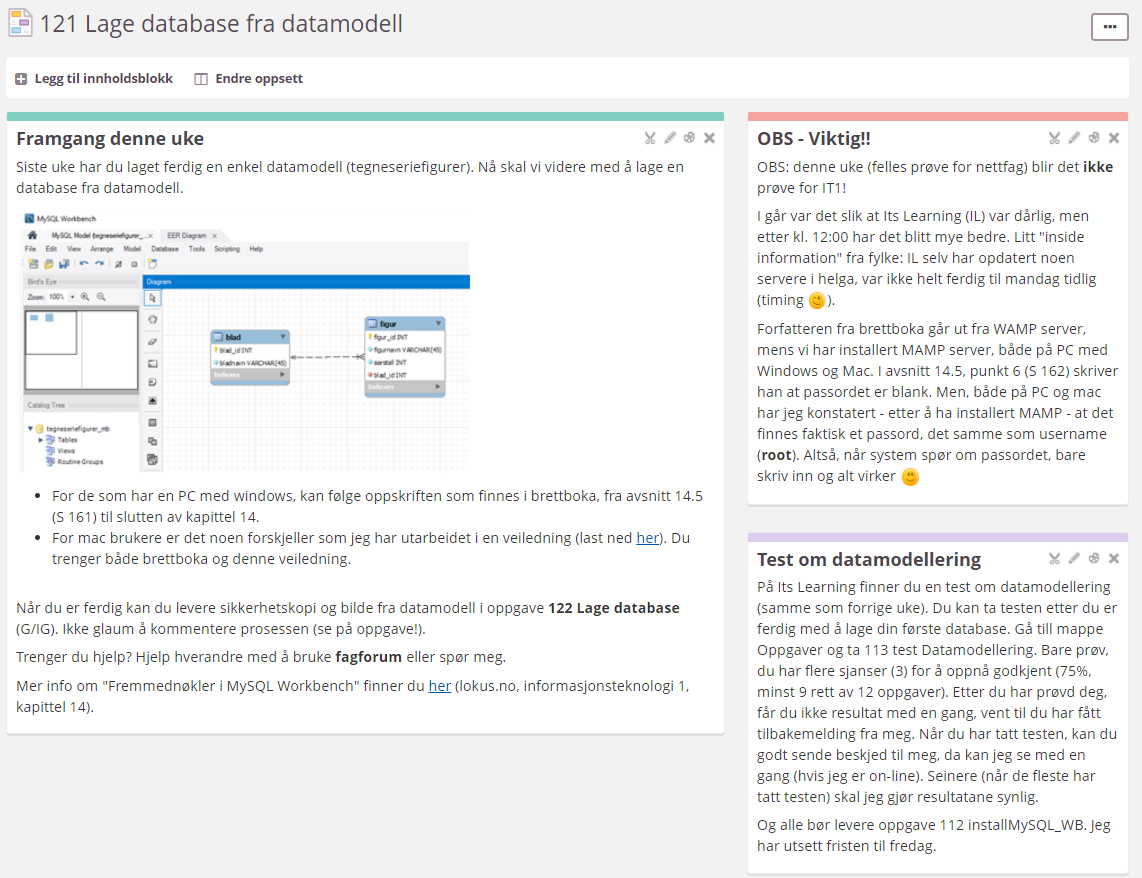 121 Lage database fra datamodell
Legg til innholdsblokk
Endre oppsett
Framgang denne uke
Siste uke har du laget ferdig en enkel datamodell (tegneseriefigurer). Nå skal vi videre med å lage en
database fra datamodell.
MySQL Workbench
MySQL Model (tegneseriefigurer_...
EER Diagram
File Edit View Arrange Model Database Tools Scripting Help
Bird's Eye
Diagram
Zoom: 100%
blad
blad_id INT
bladnavn VARCHAR(45)
Indexes
figur
figur_id INT
figurnavn VARCHAR(45)
aarstall INT
blad_id INT
Indexes
Catalog Tree
tegneseriefigurer_mb
Tables
Views
Routine Groups
• For de som har en PC med windows, kan følge oppskriften som finnes i brettboka, fra avsnitt 14.5
(S 161) til slutten av kapittel 14.
• For mac brukere er det noen forskjeller som jeg har utarbeidet i en veiledning (last ned her). Du
trenger både brettboka og denne veiledning.
Når du er ferdig kan du levere sikkerhetskopi og bilde fra datamodell i oppgave 122 Lage database
(G/IG). Ikke glaum å kommentere prosessen (se på oppgave!).
Trenger du hjelp? Hjelp hverandre med å bruke fagforum eller spør meg.
Mer info om "Fremmednøkler i MySQL Workbench" finner du her (lokus.no, informasjonsteknologi 1,
kapittel 14).
OBS - Viktig!!
OBS: denne uke (felles prøve for nettfag) blir det ikke
prøve for IT1!
I går var det slik at Its Learning (IL) var dårlig, men
etter kl. 12:00 har det blitt mye bedre. Litt "inside
information" fra fylke: IL selv har opdatert noen
servere i helga, var ikke helt ferdig til mandag tidlig
(timing 😉).
Forfatteren fra brettboka går ut fra WAMP server,
mens vi har installert MAMP server, både på PC med
Windows og Mac. I avsnitt 14.5, punkt 6 (S 162) skriver
han at passordet er blank. Men, både på PC og mac
har jeg konstatert - etter å ha installert MAMP - at det
finnes faktisk et passord, det samme som username
(root). Altså, når system spør om passordet, bare
skriv inn og alt virker 🙂
Test om datamodellering
På Its Learning finner du en test om datamodellering
(samme som forrige uke). Du kan ta testen etter du er
ferdig med å lage din første database. Gå till mappe
Oppgaver og ta 113 test Datamodellering. Bare prøv,
du har flere sjanser (3) for å oppnå godkjent (75%,
minst 9 rett av 12 oppgaver). Etter du har prøvd deg,
får du ikke resultat med en gang, vent til du har fått
tilbakemelding fra meg. Når du har tatt testen, kan du
godt sende beskjed til meg, da kan jeg se med en
gang (hvis jeg er on-line). Seinere (når de fleste har
tatt testen) skal jeg gjør resultatane synlig.
Og alle bør levere oppgave 112 installMySQL_WB. Jeg
har utsett fristen til fredag.